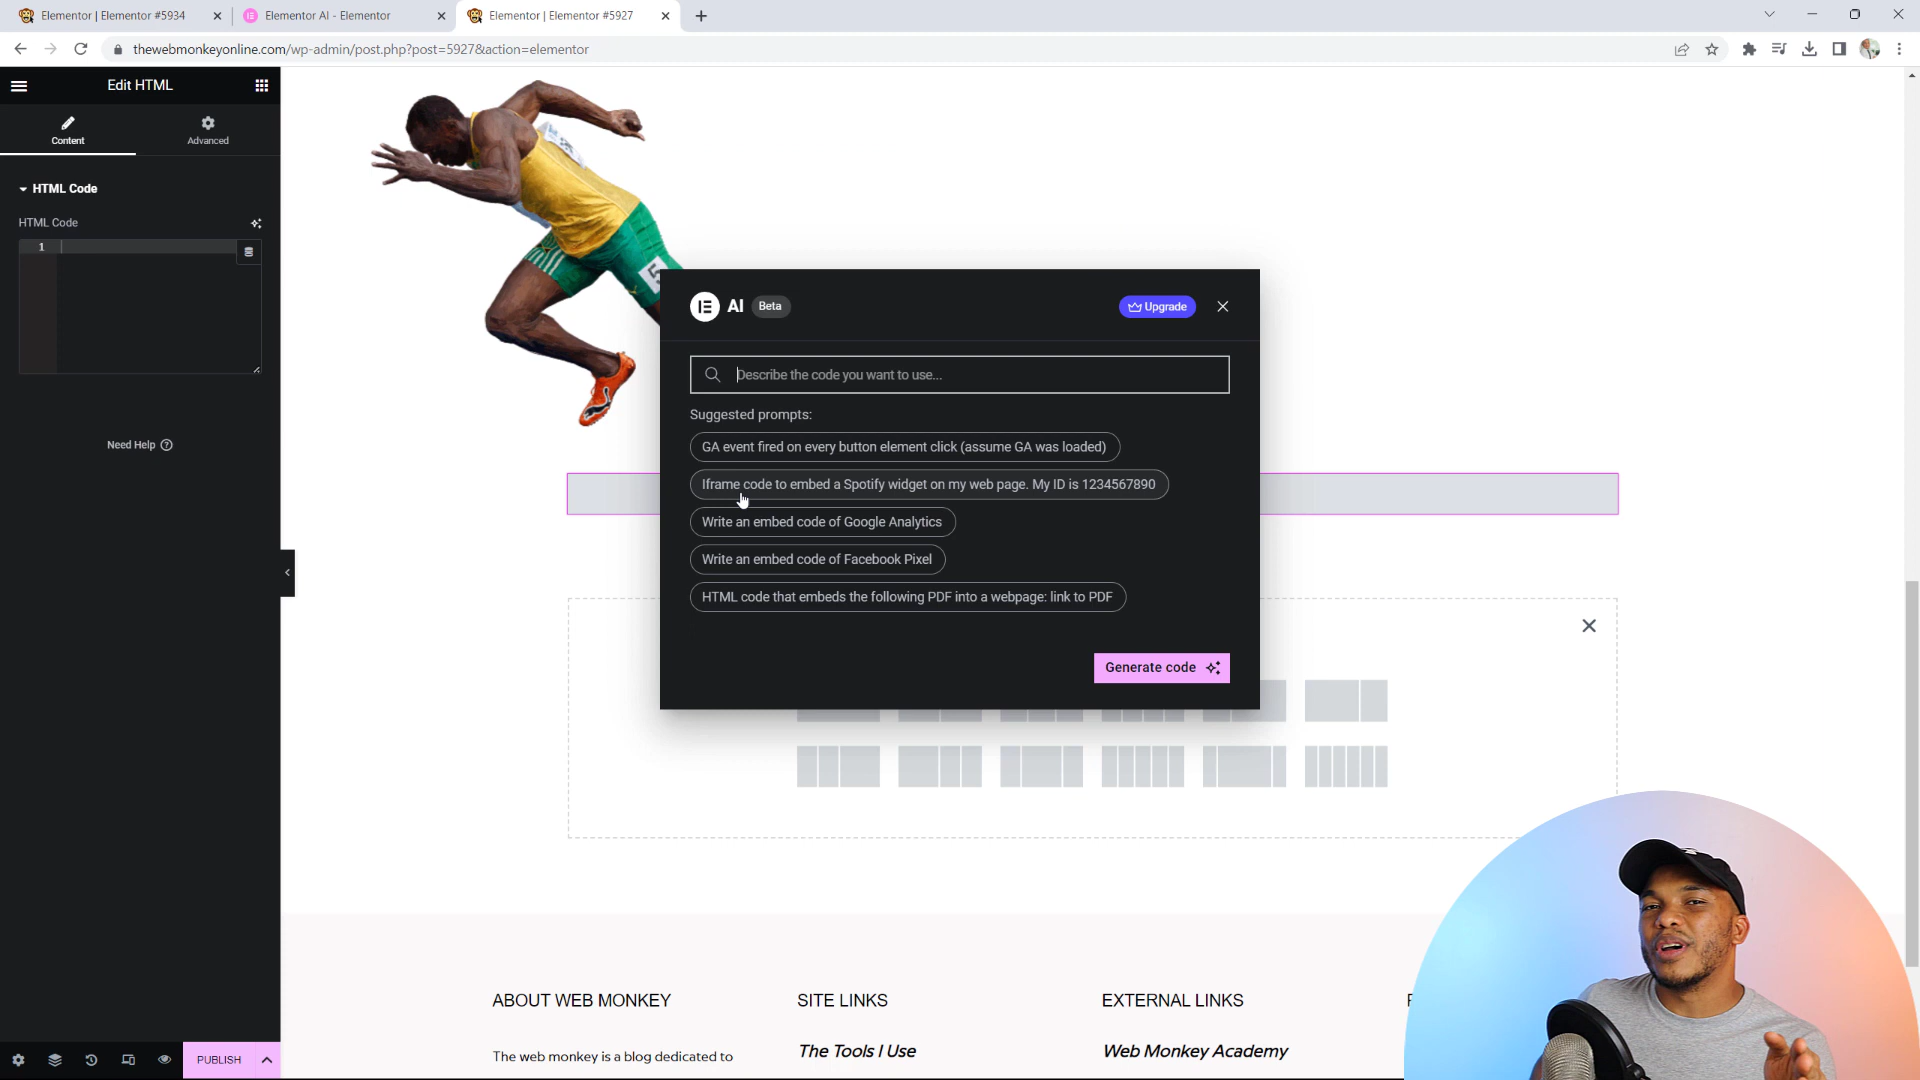 Elementor | Elementor #5934
Elementor AI - Elementor
Elementor | Elementor #5927
thewebmonkeyonline.com/wp-admin/post.php?post=5927&action=elementor
Edit HTML
Content
Advanced
HTML Code
HTML Code
1
Need Help
AI
Beta
Upgrade
Describe the code you want to use...
Suggested prompts:
GA event fired on every button element click (assume GA was loaded)
Iframe code to embed a Spotify widget on my web page. My ID is 1234567890
Write an embed code of Google Analytics
Write an embed code of Facebook Pixel
HTML code that embeds the following PDF into a webpage: link to PDF
Generate code
ABOUT WEB MONKEY
The web monkey is a blog dedicated to
SITE LINKS
The Tools I Use
EXTERNAL LINKS
Web Monkey Academy
PUBLISH